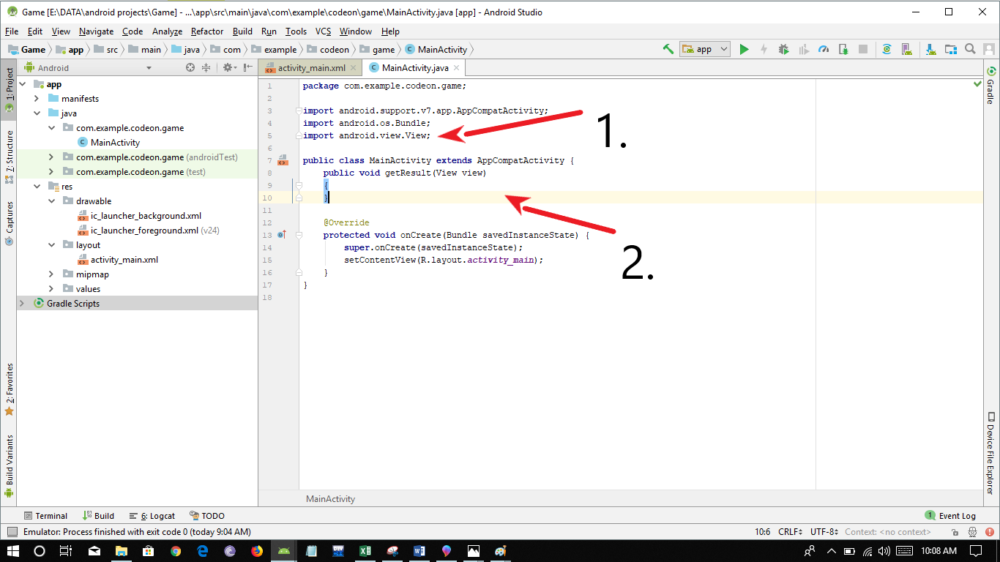 Game [E:\DATA\android projects\Game] - ...\app\src\main\java\com\example\codeon\game\MainActivity.java [app] - Android Studio
File Edit View Navigate Code Analyze Refactor Build Run Tools VCS Window Help
Game app src main java com example codeon game MainActivity app
Android activity_main.xml MainActivity.java
1: Project
7: Structure
Captures
2: Favorites
Build Variants
app
manifests
java
com.example.codeon.game
MainActivity
com.example.codeon.game (androidTest)
com.example.codeon.game (test)
res
drawable
ic_launcher_background.xml
ic_launcher_foreground.xml (v24)
layout
activity_main.xml
mipmap
values
Gradle Scripts
1 package com.example.codeon.game;
2
3 import android.support.v7.app.AppCompatActivity;
4 import android.os.Bundle;
5 import android.view.View;
6
7 public class MainActivity extends AppCompatActivity {
8 public void getResult(View view)
9 {
10 }
11
12 @Override
13 protected void onCreate(Bundle savedInstanceState) {
14 super.onCreate(savedInstanceState);
15 setContentView(R.layout.activity_main);
16 }
17 }
18
1.
2.
MainActivity
Gradle
Device File Explorer
Terminal Build 6: Logcat TODO 1 Event Log
Emulator: Process finished with exit code 0 (today 9:04 AM) 10:6 CRLF UTF-8 Context: <no context>
10:08 AM